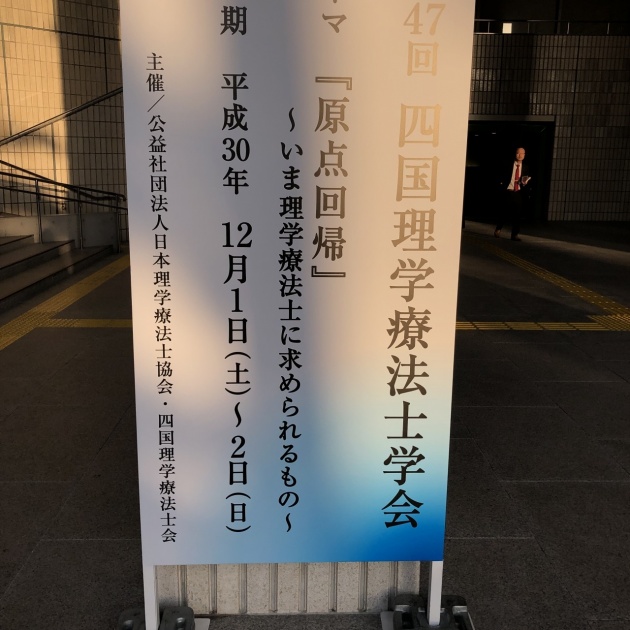 47回 四国理学療法士学会
マ 『原点回帰』
～いま理学療法士に求められるもの～
期 平成30年 12月1日(土)～2日(日)
主催／公益社団法人日本理学療法士協会・四国理学療法士会